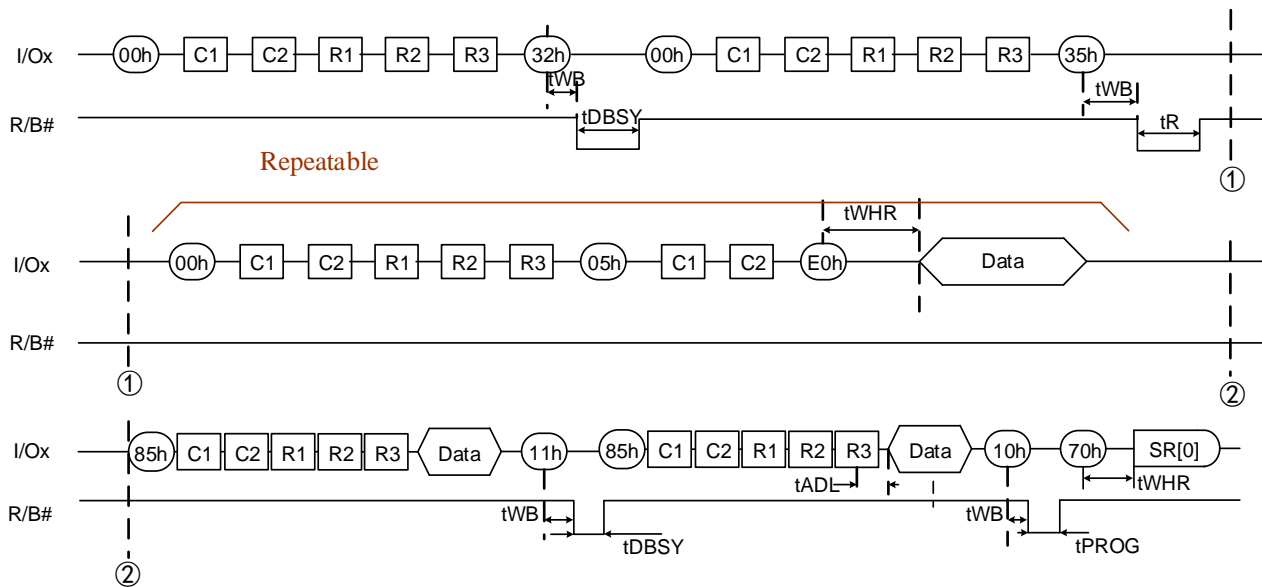 I/Ox 00h C1 C2 R1 R2 R3 32h 00h C1 C2 R1 R2 R3 35h
tWB tWB
R/B# tDBSY tR
Repeatable
①
tWHR
I/Ox 00h C1 C2 R1 R2 R3 05h C1 C2 E0h Data
R/B#
① ②
I/Ox 85h C1 C2 R1 R2 R3 Data 11h 85h C1 C2 R1 R2 R3 Data 10h 70h SR[0]
tADL tWHR
R/B# tWB tWB
tDBSY tPROG
②